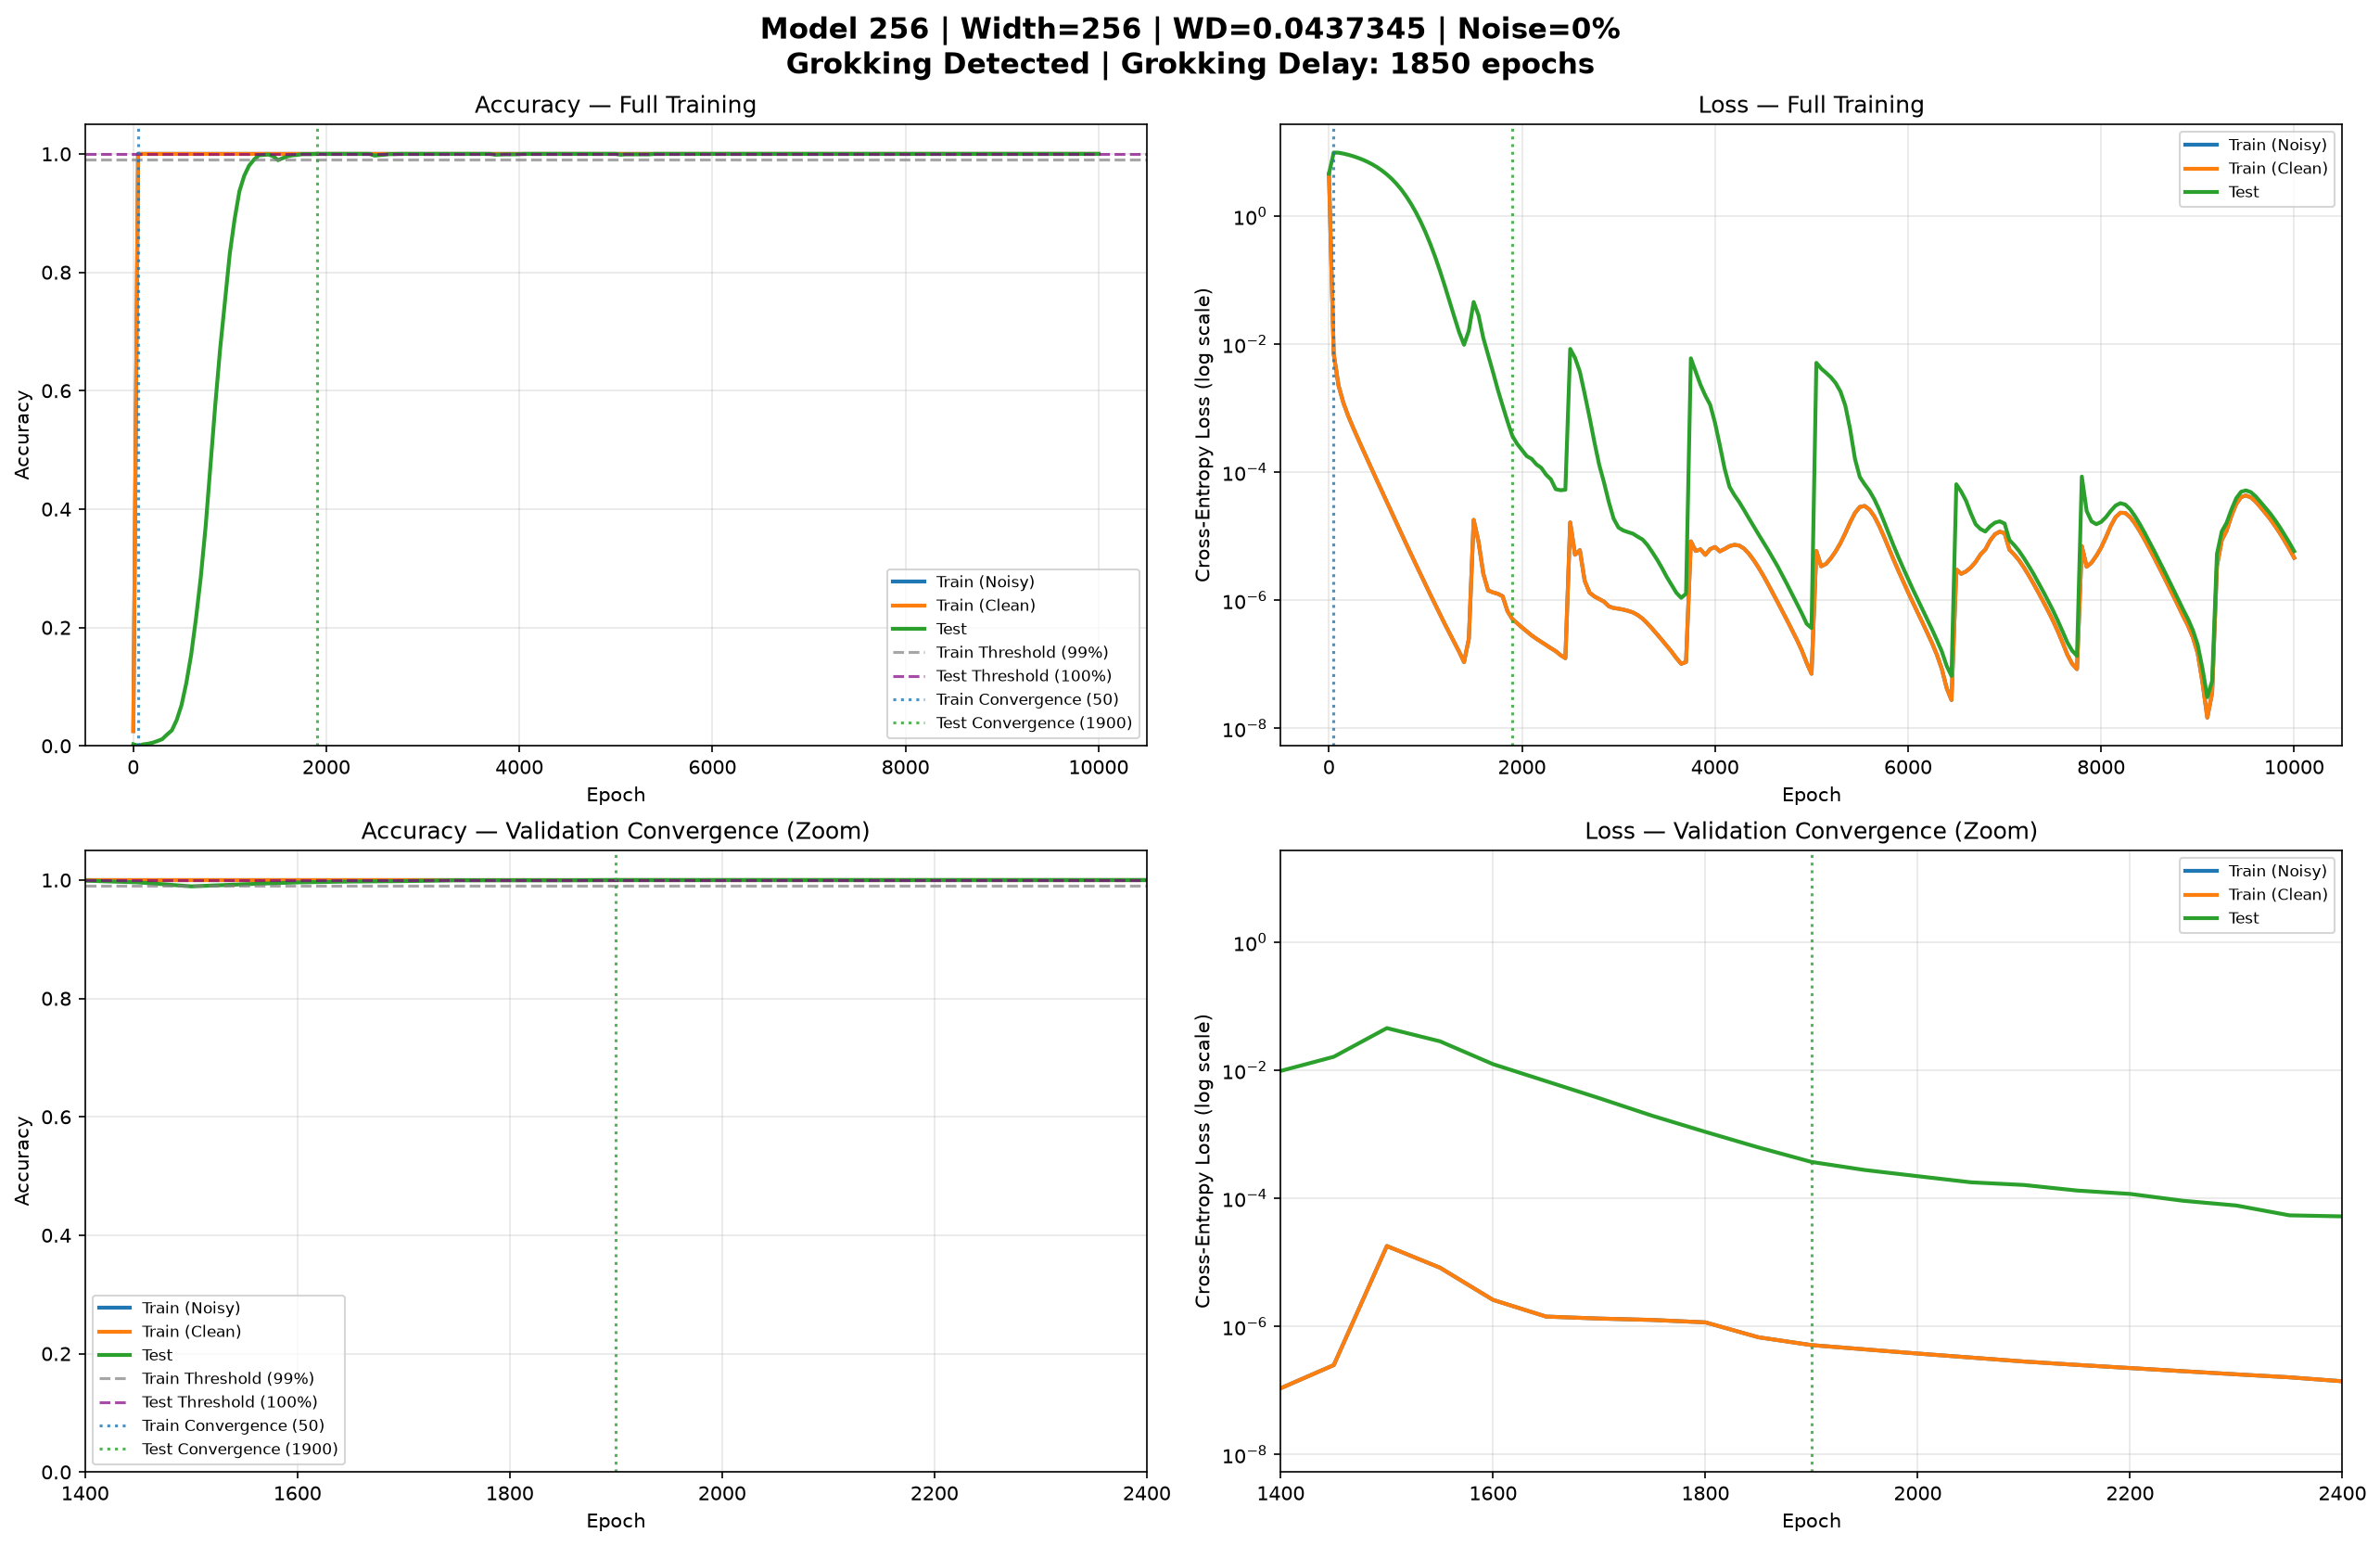 Model 256 | Width=256 | WD=0.0437345 | Noise=0%
Grokking Detected | Grokking Delay: 1850 epochs
Accuracy — Full Training
Accuracy
1.0
0.8
0.6
0.4
0.2
0.0
Train (Noisy)
Train (Clean)
Test
Train Threshold (99%)
Test Threshold (100%)
Train Convergence (50)
Test Convergence (1900)
0 2000 4000 6000 8000 10000
Epoch
Loss — Full Training
Cross-Entropy Loss (log scale)
Train (Noisy)
Train (Clean)
Test
10⁰
10⁻²
10⁻⁴
10⁻⁶
10⁻⁸
0 2000 4000 6000 8000 10000
Epoch
Accuracy — Validation Convergence (Zoom)
Accuracy
1.0
0.8
0.6
0.4
0.2
0.0
Train (Noisy)
Train (Clean)
Test
Train Threshold (99%)
Test Threshold (100%)
Train Convergence (50)
Test Convergence (1900)
1400 1600 1800 2000 2200 2400
Epoch
Loss — Validation Convergence (Zoom)
Cross-Entropy Loss (log scale)
Train (Noisy)
Train (Clean)
Test
10⁰
10⁻²
10⁻⁴
10⁻⁶
10⁻⁸
1400 1600 1800 2000 2200 2400
Epoch